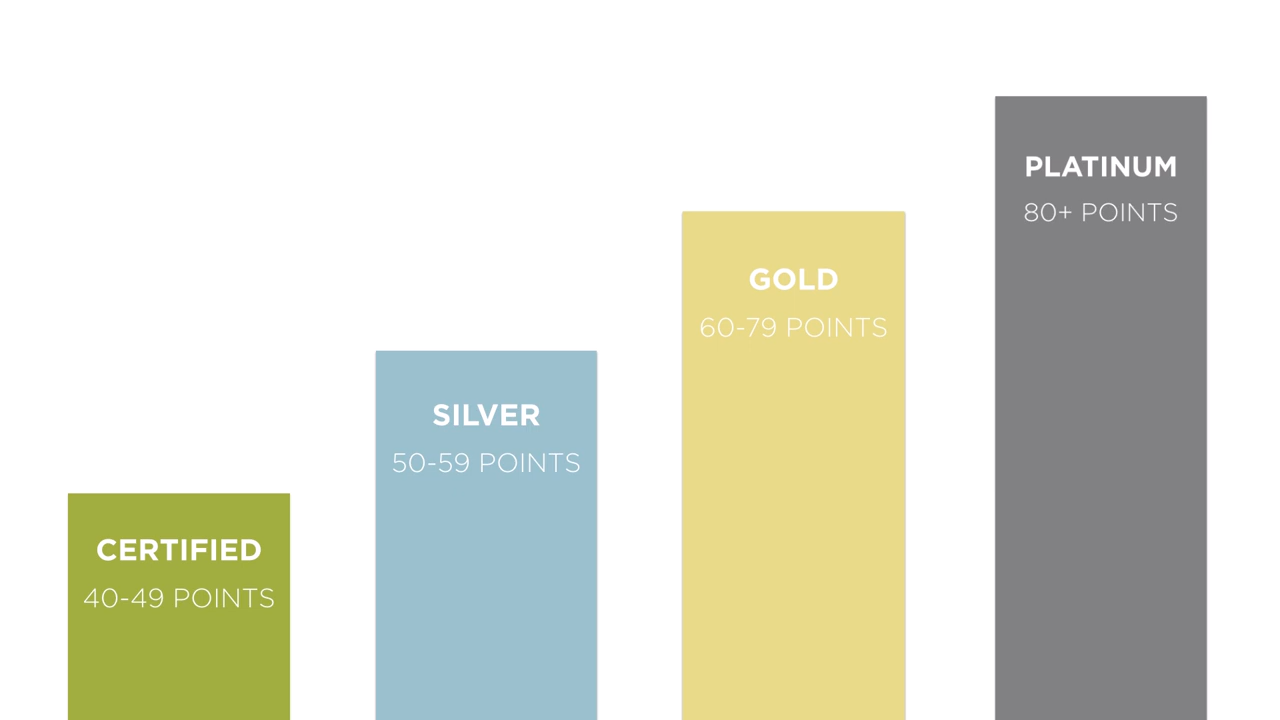 CERTIFIED
40-49 POINTS
SILVER
50-59 POINTS
GOLD
60-79 POINTS
PLATINUM
80+ POINTS